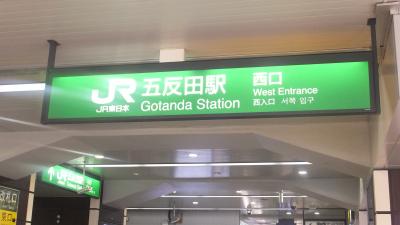 JR 五反田駅 西口
JR東日本 Gotanda Station West Entrance
西入口 서쪽 입구